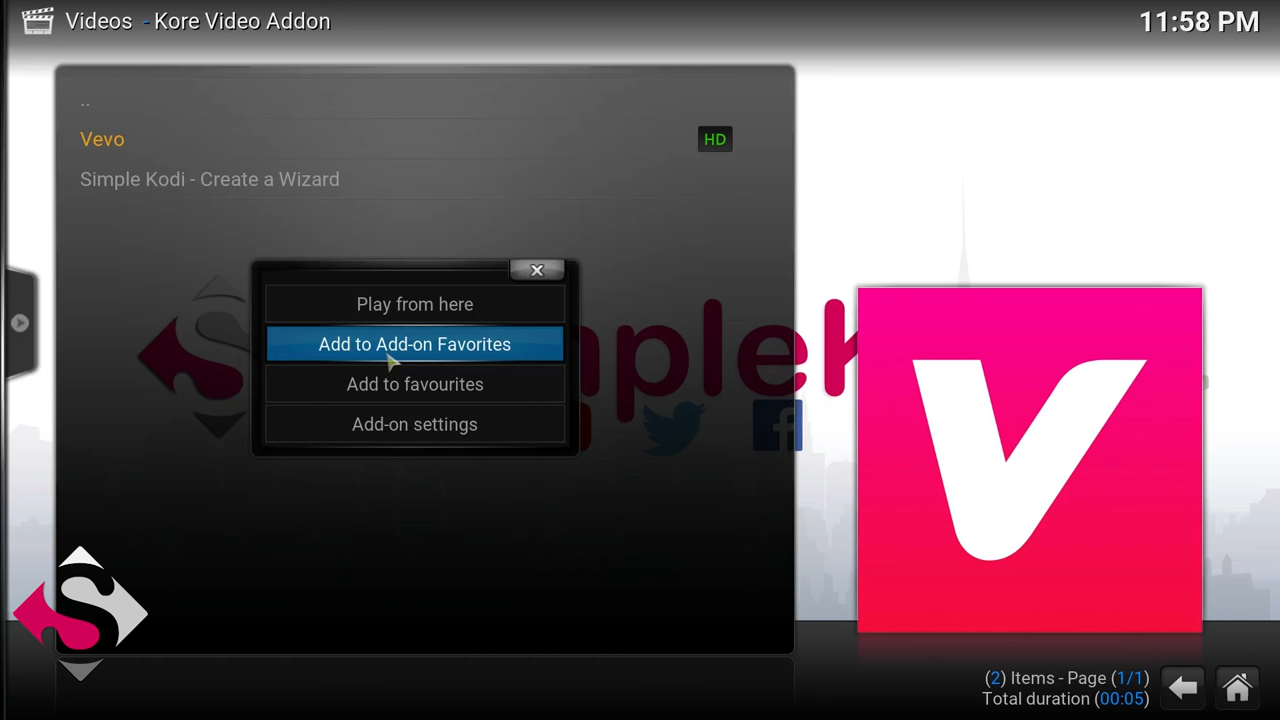 Videos - Kore Video Addon
11:58 PM
..
Vevo
HD
Simple Kodi - Create a Wizard
Play from here
Add to Add-on Favorites
Add to favourites
Add-on settings
(2) Items - Page (1/1)
Total duration (00:05)